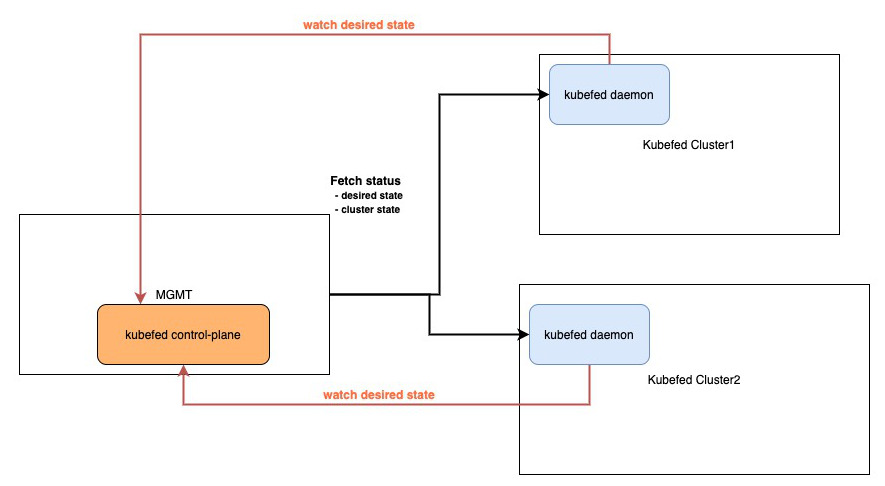 watch desired state
kubefed daemon
Kubefed Cluster1
Fetch status
- desired state
- cluster state
MGMT
kubefed control-plane
kubefed daemon
Kubefed Cluster2
watch desired state